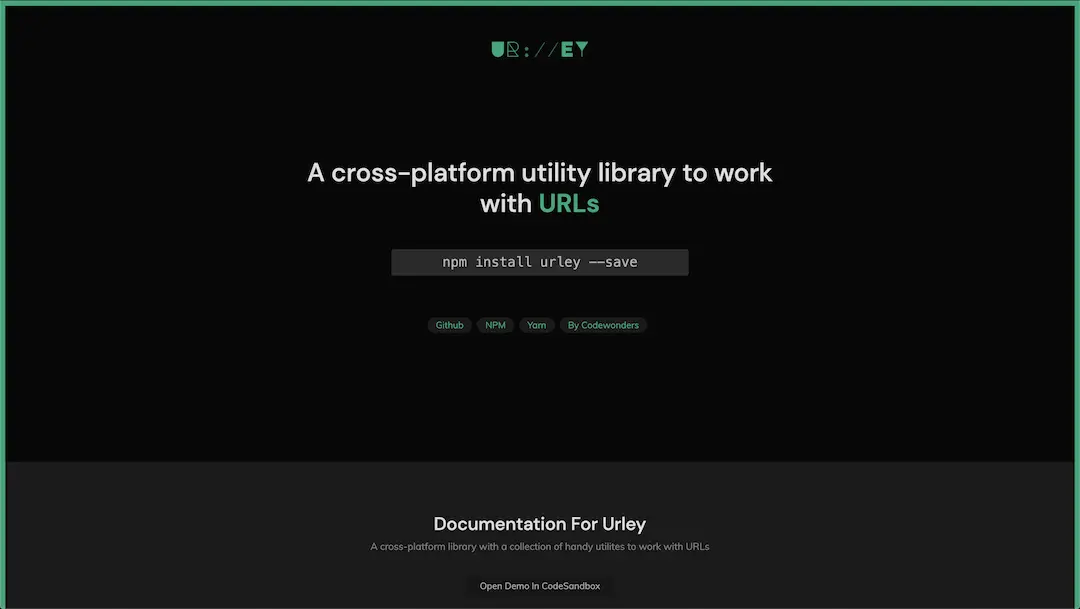 UR://EY
A cross-platform utility library to work
with URLs
npm install urley --save
Github NPM Yarn By Codewonders
Documentation For Urley
A cross-platform library with a collection of handy utilites to work with URLs
Open Demo In CodeSandbox